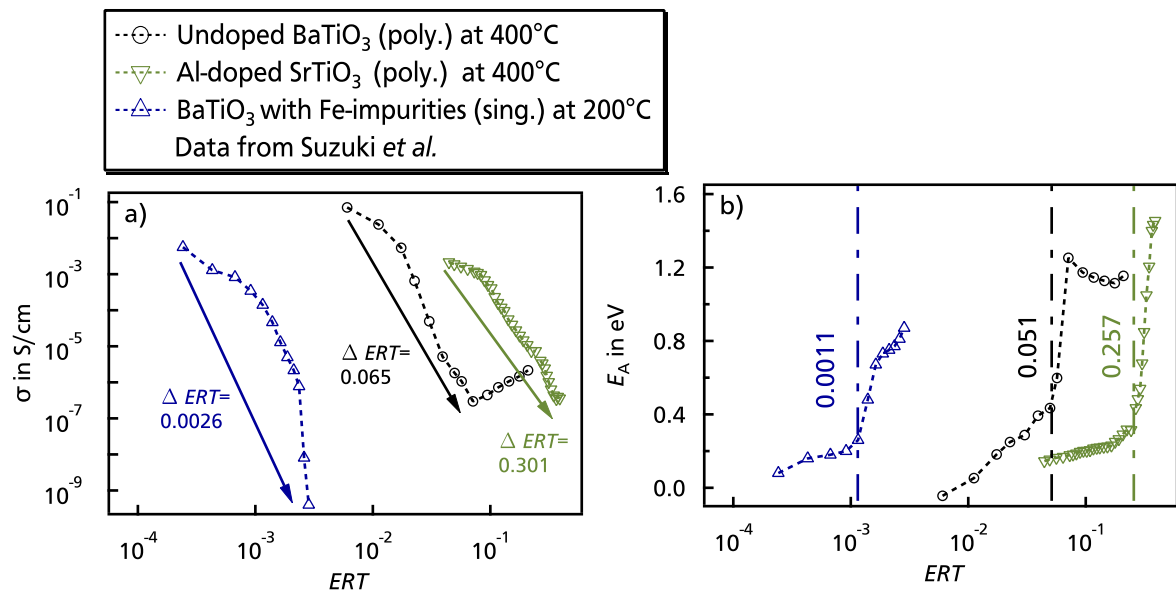 Undoped BaTiO₃ (poly.) at 400°C
Al-doped SrTiO₃ (poly.) at 400°C
BaTiO₃ with Fe-impurities (sing.) at 200°C
Data from Suzuki et al.
a)
σ in S/cm
10⁻¹
10⁻³
10⁻⁵
10⁻⁷
10⁻⁹
Δ ERT=
0.0026
Δ ERT=
0.065
Δ ERT=
0.301
10⁻⁴
10⁻³
10⁻²
10⁻¹
ERT
b)
E_A in eV
1.6
1.2
0.8
0.4
0.0
0.0011
0.051
0.257
10⁻⁴
10⁻³
10⁻²
10⁻¹
ERT